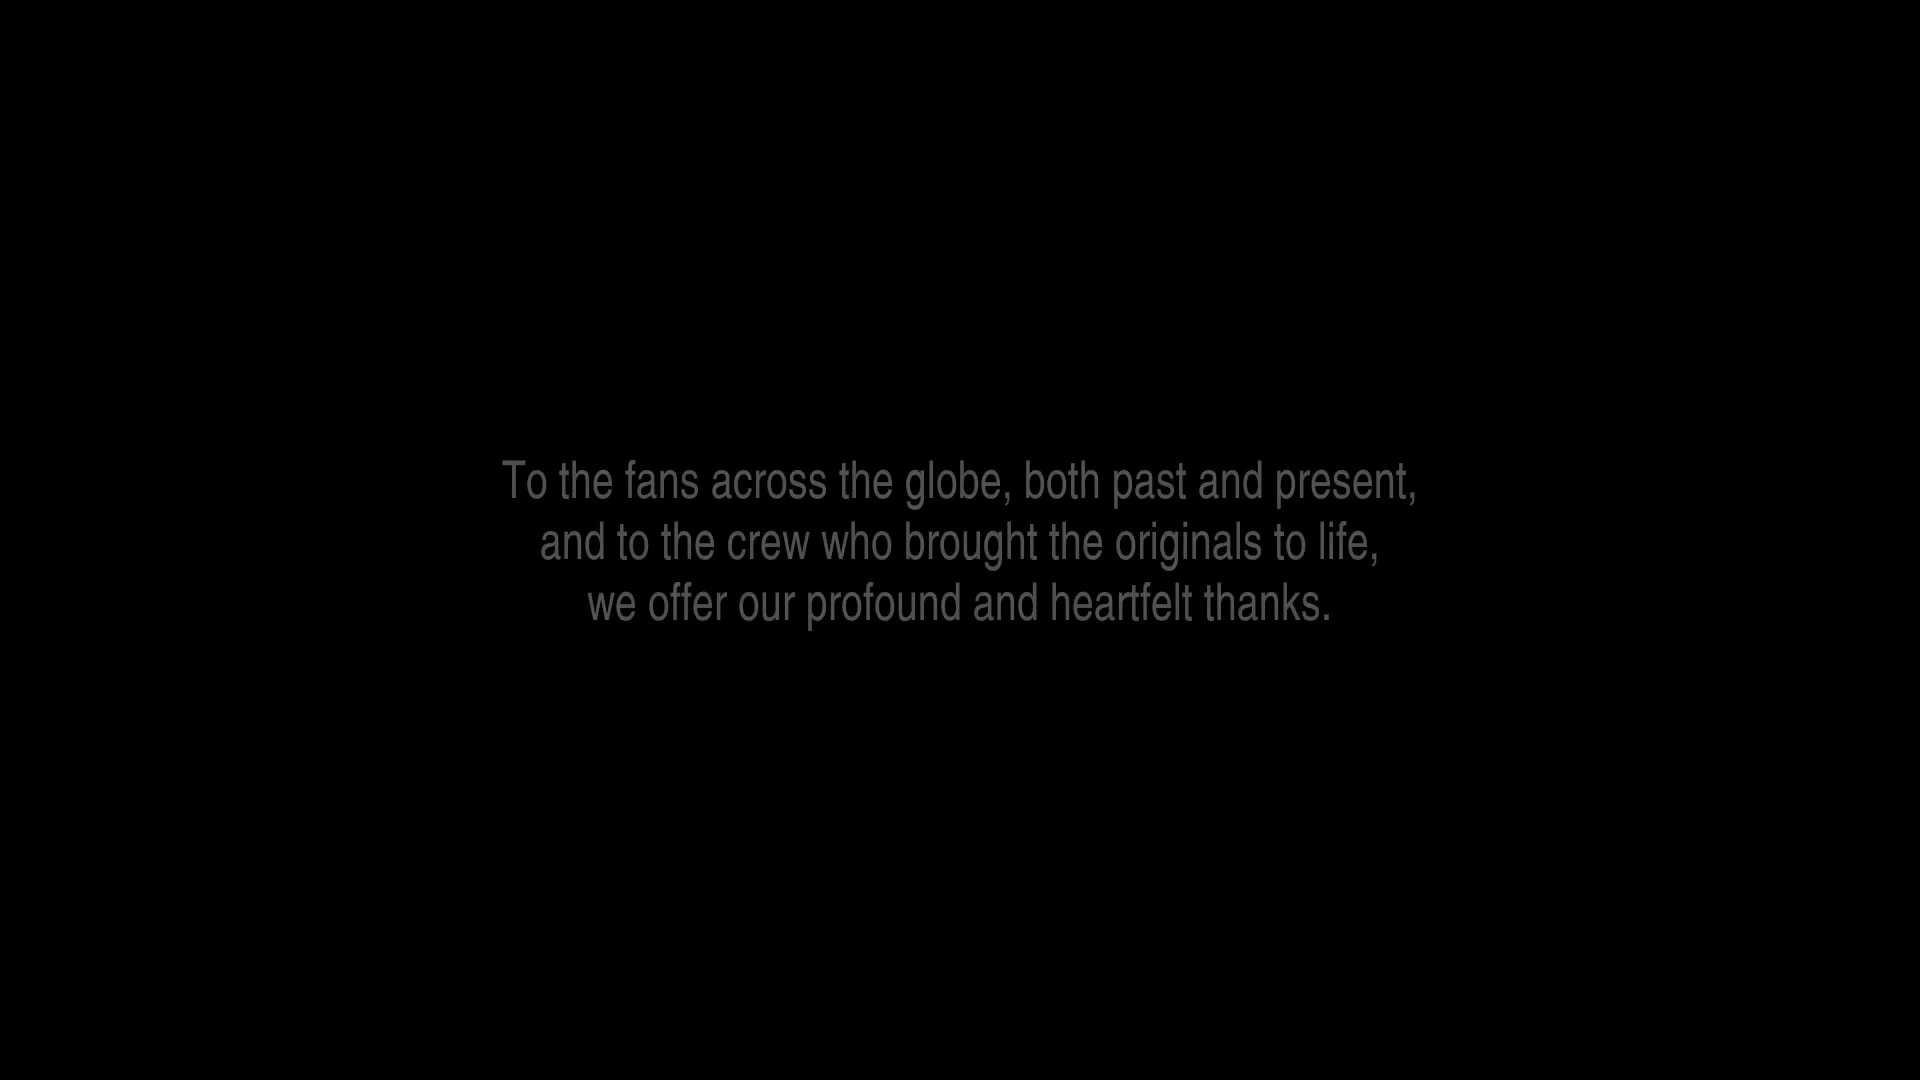 To the fans across the globe, both past and present,
and to the crew who brought the originals to life,
we offer our profound and heartfelt thanks.